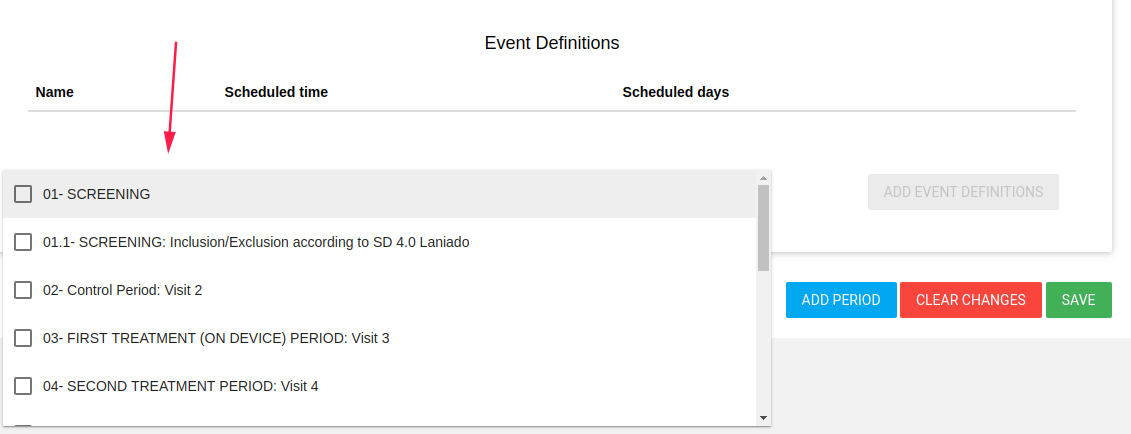 Event Definitions
Name Scheduled time Scheduled days
01- SCREENING
ADD EVENT DEFINITIONS
01.1- SCREENING: Inclusion/Exclusion according to SD 4.0 Laniado
02- Control Period: Visit 2
ADD PERIOD CLEAR CHANGES SAVE
03- FIRST TREATMENT (ON DEVICE) PERIOD: Visit 3
04- SECOND TREATMENT PERIOD: Visit 4